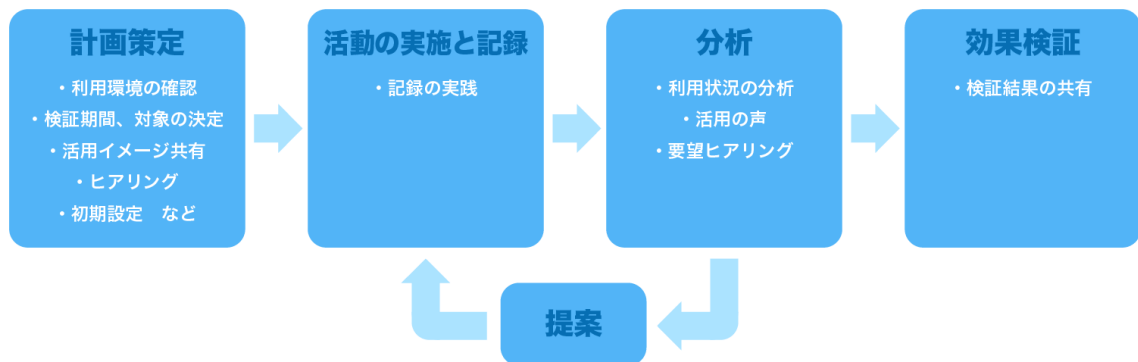 計画策定
・利用環境の確認
・検証期間、対象の決定
・活用イメージ共有
・ヒアリング
・初期設定　など
活動の実施と記録
・記録の実践
分析
・利用状況の分析
・活用の声
・要望ヒアリング
効果検証
・検証結果の共有
提案